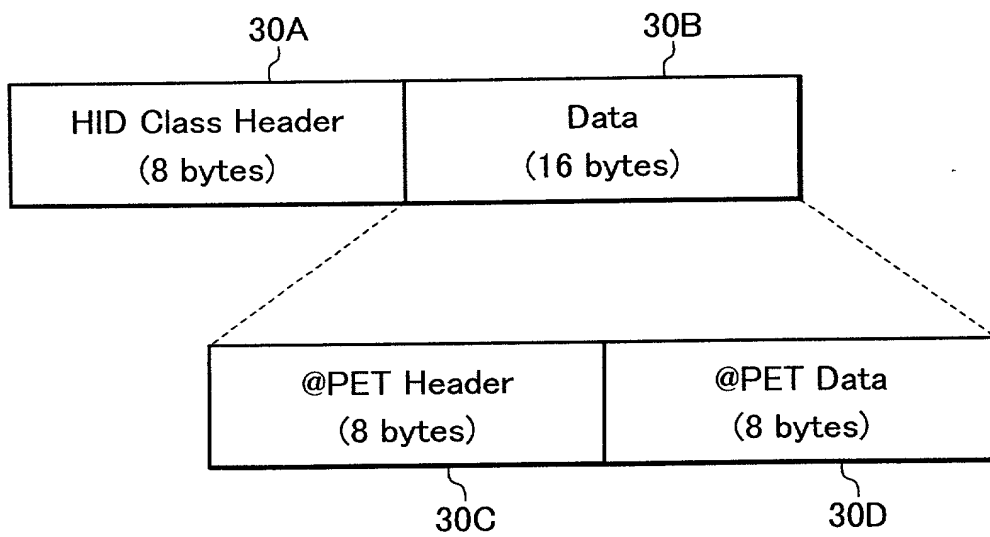 30A
30B
HID Class Header
(8 bytes)
Data
(16 bytes)
@PET Header
(8 bytes)
@PET Data
(8 bytes)
30C
30D